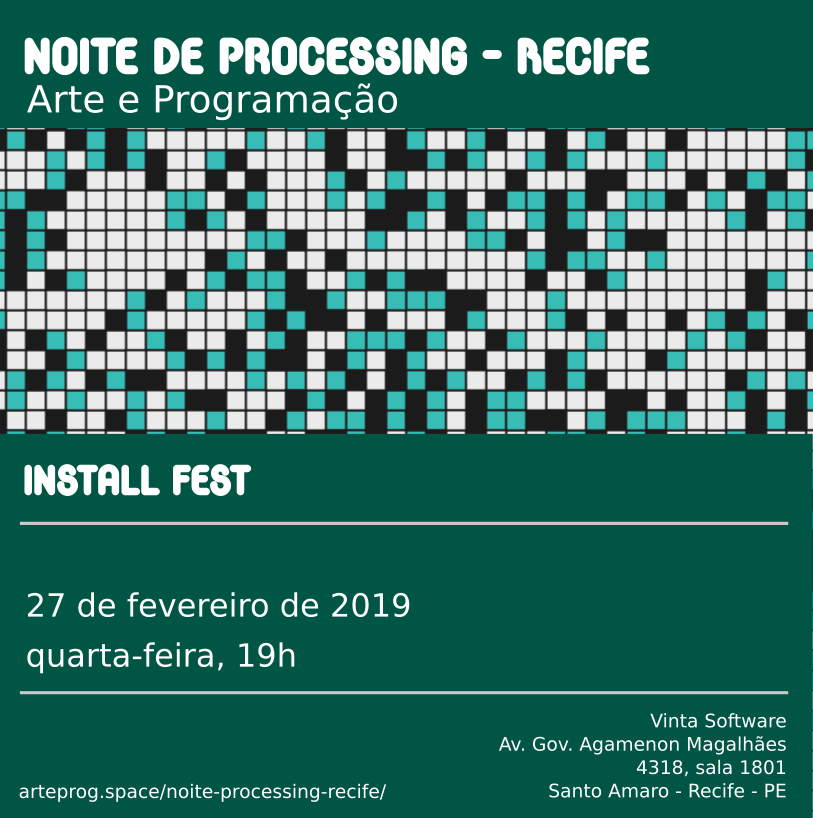 NOITE DE PROCESSING - RECIFE
Arte e Programação
INSTALL FEST
27 de fevereiro de 2019
quarta-feira, 19h
Vinta Software
Av. Gov. Agamenon Magalhães
4318, sala 1801
Santo Amaro - Recife - PE
arteprog.space/noite-processing-recife/